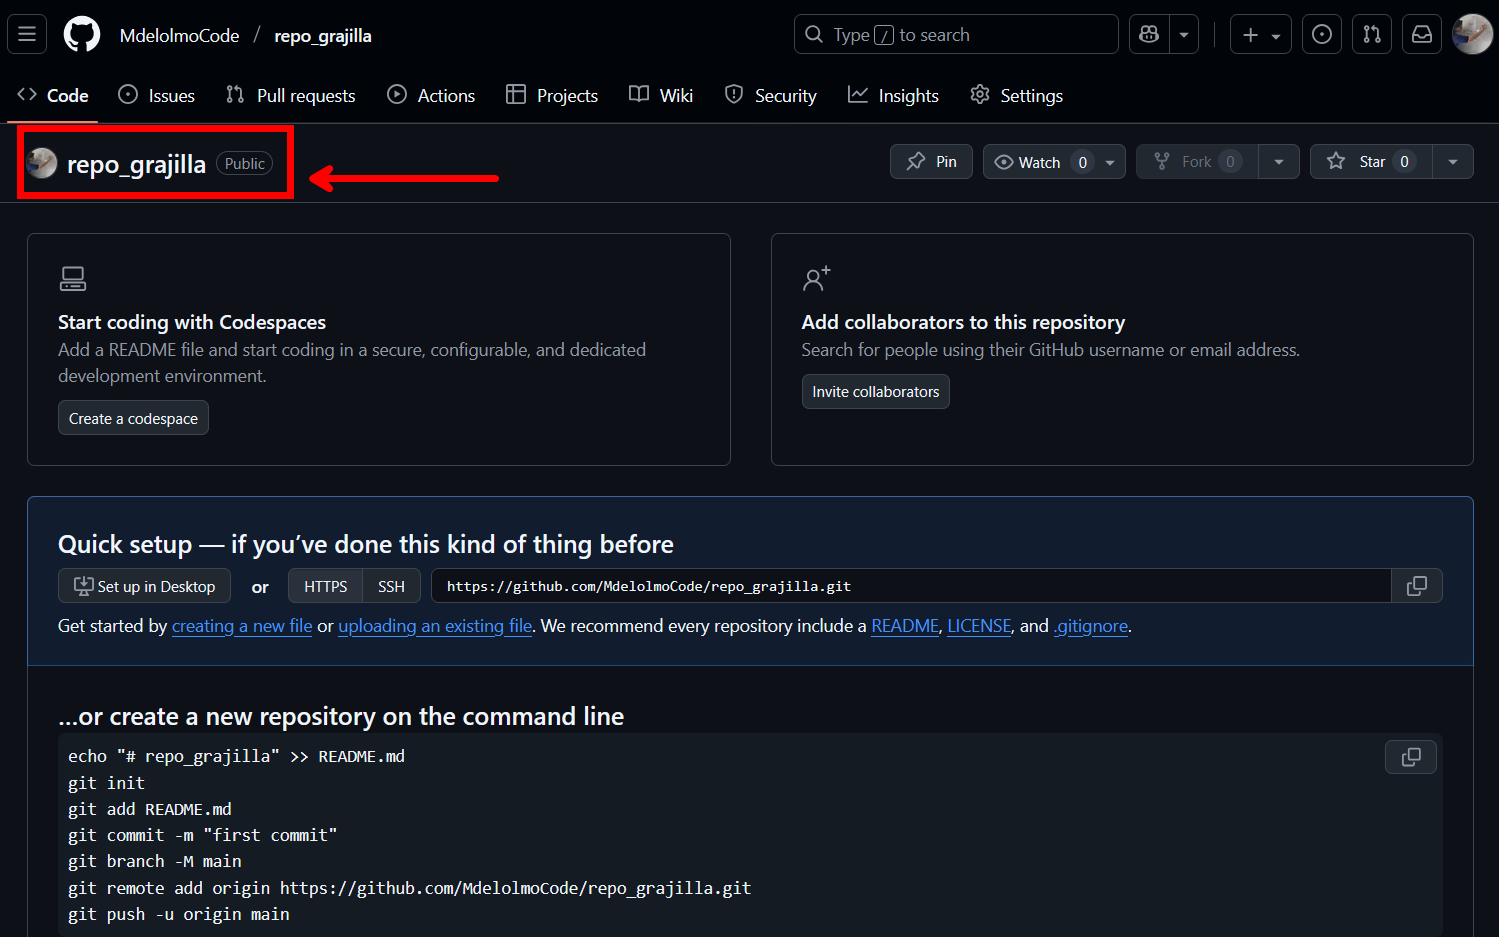 MdelolmoCode / repo_grajilla
Type / to search
Code Issues Pull requests Actions Projects Wiki Security Insights Settings
repo_grajilla Public
Pin Watch 0 Fork 0 Star 0
Start coding with Codespaces
Add a README file and start coding in a secure, configurable, and dedicated
development environment.
Create a codespace
Add collaborators to this repository
Search for people using their GitHub username or email address.
Invite collaborators
Quick setup — if you’ve done this kind of thing before
Set up in Desktop or HTTPS SSH https://github.com/MdelolmoCode/repo_grajilla.git
Get started by creating a new file or uploading an existing file. We recommend every repository include a README, LICENSE, and .gitignore.
…or create a new repository on the command line
echo "# repo_grajilla" >> README.md
git init
git add README.md
git commit -m "first commit"
git branch -M main
git remote add origin https://github.com/MdelolmoCode/repo_grajilla.git
git push -u origin main